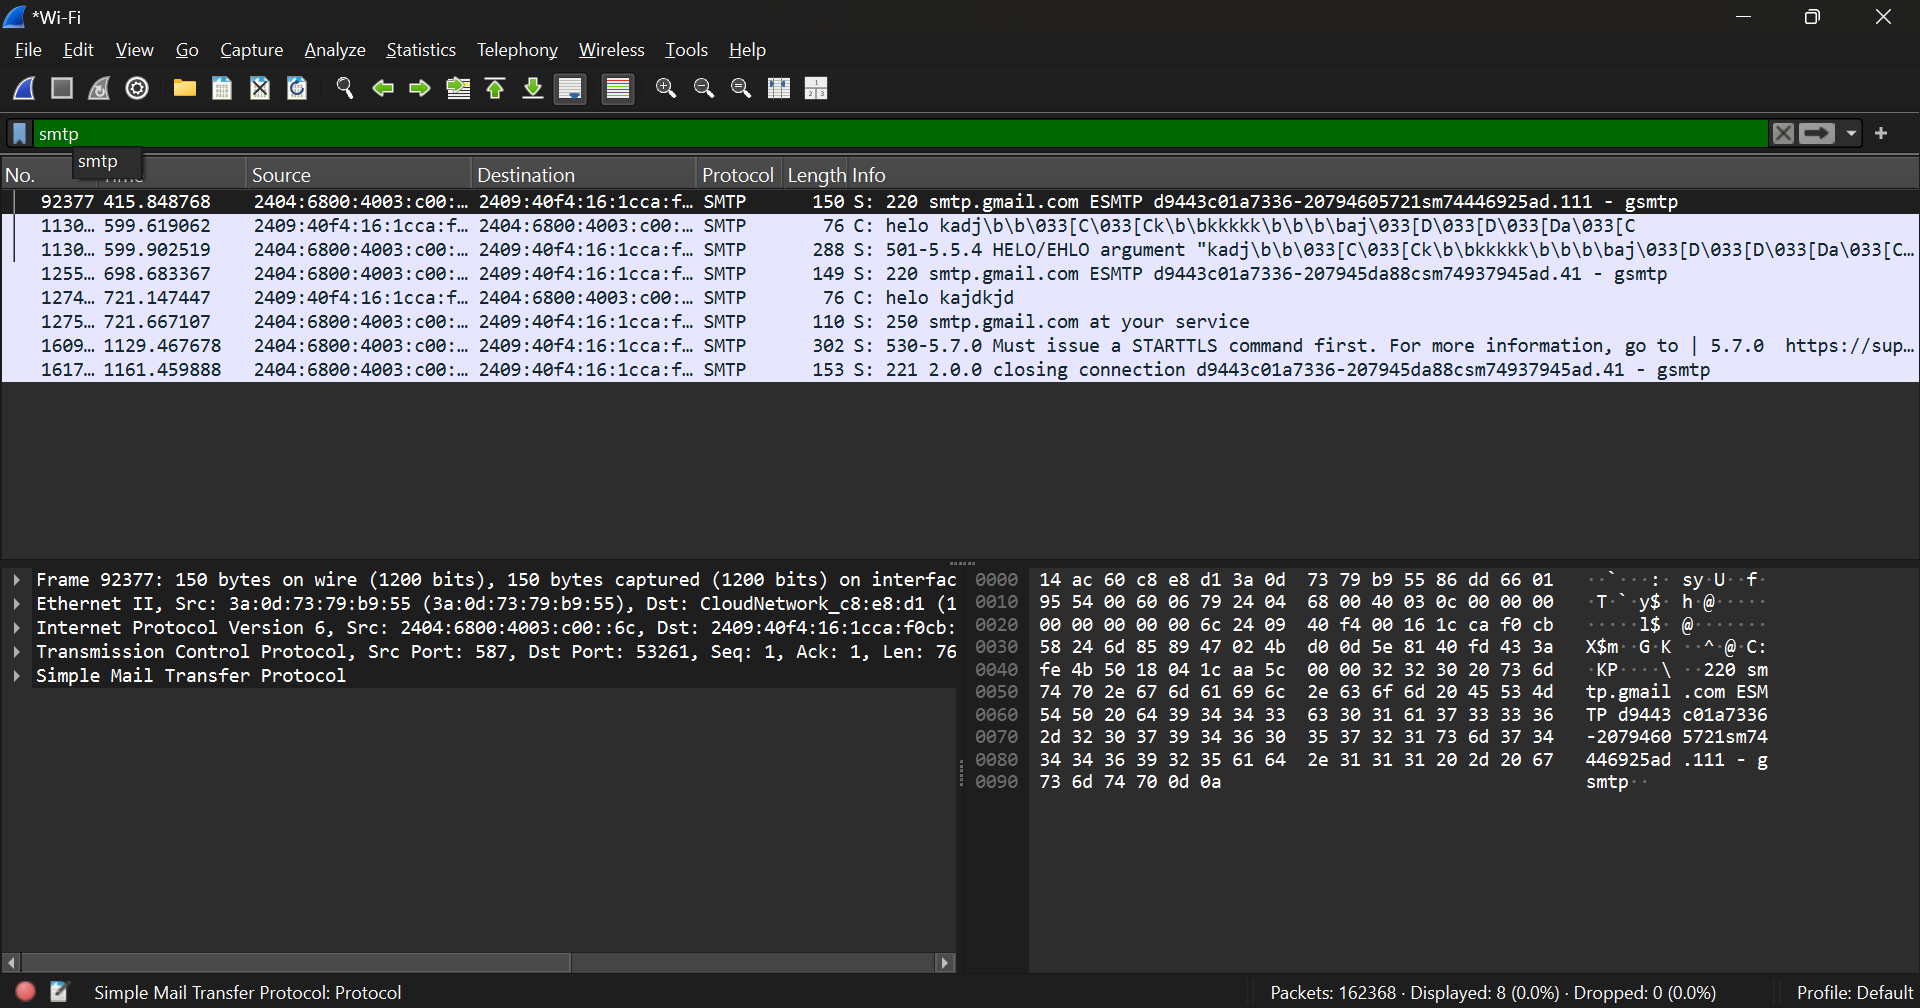 *Wi-Fi
File Edit View Go Capture Analyze Statistics Telephony Wireless Tools Help
smtp
smtp
No. Source Destination Protocol Length Info
92377 415.848768 2404:6800:4003:c00:… 2409:40f4:16:1cca:f… SMTP 150 S: 220 smtp.gmail.com ESMTP d9443c01a7336-20794605721sm74446925ad.111 - gsmtp
1130… 599.619062 2409:40f4:16:1cca:f… 2404:6800:4003:c00:… SMTP 76 C: helo kadj\b\b\033[C\033[Ck\b\bkkkkk\b\b\b\baj\033[D\033[D\033[Da\033[C
1130… 599.902519 2404:6800:4003:c00:… 2409:40f4:16:1cca:f… SMTP 288 S: 501-5.5.4 HELO/EHLO argument "kadj\b\b\033[C\033[Ck\b\bkkkkk\b\b\b\baj\033[D\033[D\033[Da\033[C…
1255… 698.683367 2404:6800:4003:c00:… 2409:40f4:16:1cca:f… SMTP 149 S: 220 smtp.gmail.com ESMTP d9443c01a7336-207945da88csm74937945ad.41 - gsmtp
1274… 721.147447 2409:40f4:16:1cca:f… 2404:6800:4003:c00:… SMTP 76 C: helo kajdkjd
1275… 721.667107 2404:6800:4003:c00:… 2409:40f4:16:1cca:f… SMTP 110 S: 250 smtp.gmail.com at your service
1609… 1129.467678 2404:6800:4003:c00:… 2409:40f4:16:1cca:f… SMTP 302 S: 530-5.7.0 Must issue a STARTTLS command first. For more information, go to | 5.7.0 https://sup…
1617… 1161.459888 2404:6800:4003:c00:… 2409:40f4:16:1cca:f… SMTP 153 S: 221 2.0.0 closing connection d9443c01a7336-207945da88csm74937945ad.41 - gsmtp
Frame 92377: 150 bytes on wire (1200 bits), 150 bytes captured (1200 bits) on interfac
Ethernet II, Src: 3a:0d:73:79:b9:55 (3a:0d:73:79:b9:55), Dst: CloudNetwork_c8:e8:d1 (1
Internet Protocol Version 6, Src: 2404:6800:4003:c00::6c, Dst: 2409:40f4:16:1cca:f0cb:
Transmission Control Protocol, Src Port: 587, Dst Port: 53261, Seq: 1, Ack: 1, Len: 76
Simple Mail Transfer Protocol
0000 14 ac 60 c8 e8 d1 3a 0d 73 79 b9 55 86 dd 66 01 ··`···:· sy·U··f·
0010 95 54 00 60 06 79 24 04 68 00 40 03 0c 00 00 00 ·T·`·y$· h·@·····
0020 00 00 00 00 00 6c 24 09 40 f4 00 16 1c ca f0 cb ·····l$· @·······
0030 58 24 6d 85 89 47 02 4b d0 0d 5e 81 40 fd 43 3a X$m··G·K ··^·@·C:
0040 fe 4b 50 18 04 1c aa 5c 00 00 32 32 30 20 73 6d ·KP····\ ··220 sm
0050 74 70 2e 67 6d 61 69 6c 2e 63 6f 6d 20 45 53 4d tp.gmail .com ESM
0060 54 50 20 64 39 34 34 33 63 30 31 61 37 33 33 36 TP d9443 c01a7336
0070 2d 32 30 37 39 34 36 30 35 37 32 31 73 6d 37 34 -2079460 5721sm74
0080 34 34 36 39 32 35 61 64 2e 31 31 31 20 2d 20 67 446925ad .111 - g
0090 73 6d 74 70 0d 0a smtp··
Simple Mail Transfer Protocol: Protocol
Packets: 162368 · Displayed: 8 (0.0%) · Dropped: 0 (0.0%)
Profile: Default